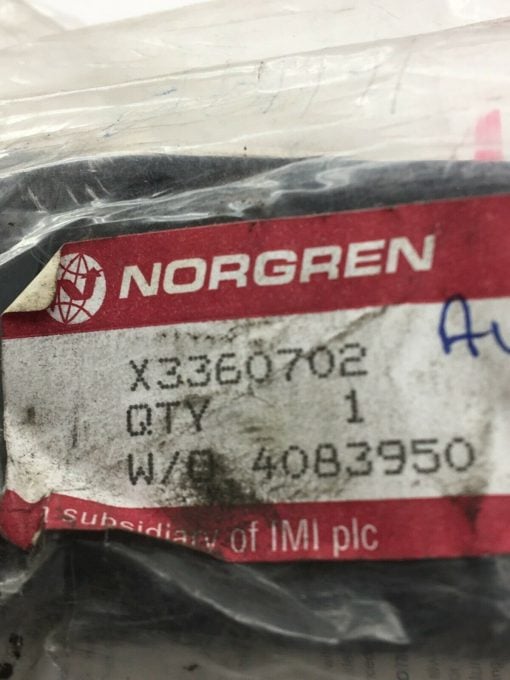 NORGREN
X3360702
QTY 1
W/O 4083950
subsidiary of IMI plc